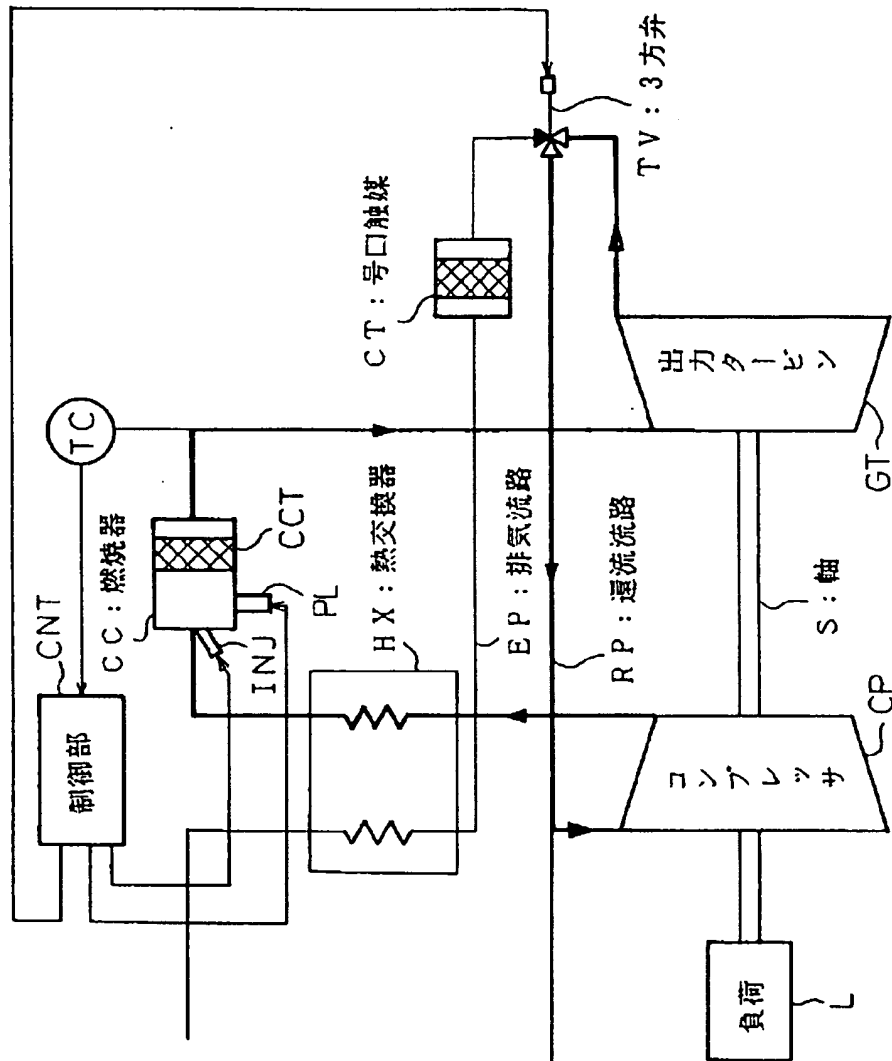 TC
CNT
制御部
CC：燃焼器
CCT
PL
INJ
HX：熱交換器
CT：号口触媒
TV：3方弁
EP：排気流路
RP：還流流路
出力タービン
GT
S：軸
コンプレッサ
CP
負荷
L